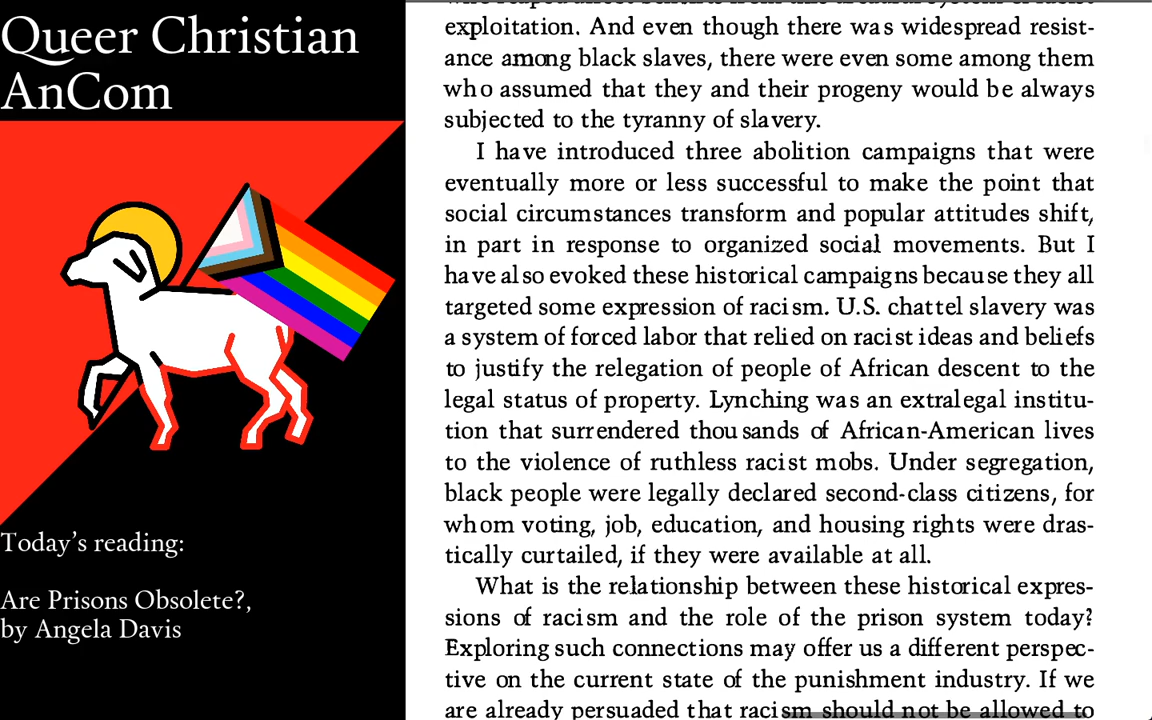 Queer Christian
AnCom
Today's reading:
Are Prisons Obsolete?,
by Angela Davis
exploitation. And even though there was widespread resist-
ance among black slaves, there were even some among them
who assumed that they and their progeny would be always
subjected to the tyranny of slavery.
I have introduced three abolition campaigns that were
eventually more or less successful to make the point that
social circumstances transform and popular attitudes shift,
in part in response to organized social movements. But I
have also evoked these historical campaigns because they all
targeted some expression of racism. U.S. chattel slavery was
a system of forced labor that relied on racist ideas and beliefs
to justify the relegation of people of African descent to the
legal status of property. Lynching was an extralegal institu-
tion that surrendered thousands of African-American lives
to the violence of ruthless racist mobs. Under segregation,
black people were legally declared second-class citizens, for
whom voting, job, education, and housing rights were dras-
tically curtailed, if they were available at all.
What is the relationship between these historical expres-
sions of racism and the role of the prison system today?
Exploring such connections may offer us a different perspec-
tive on the current state of the punishment industry. If we
are already persuaded that racism should not be allowed to